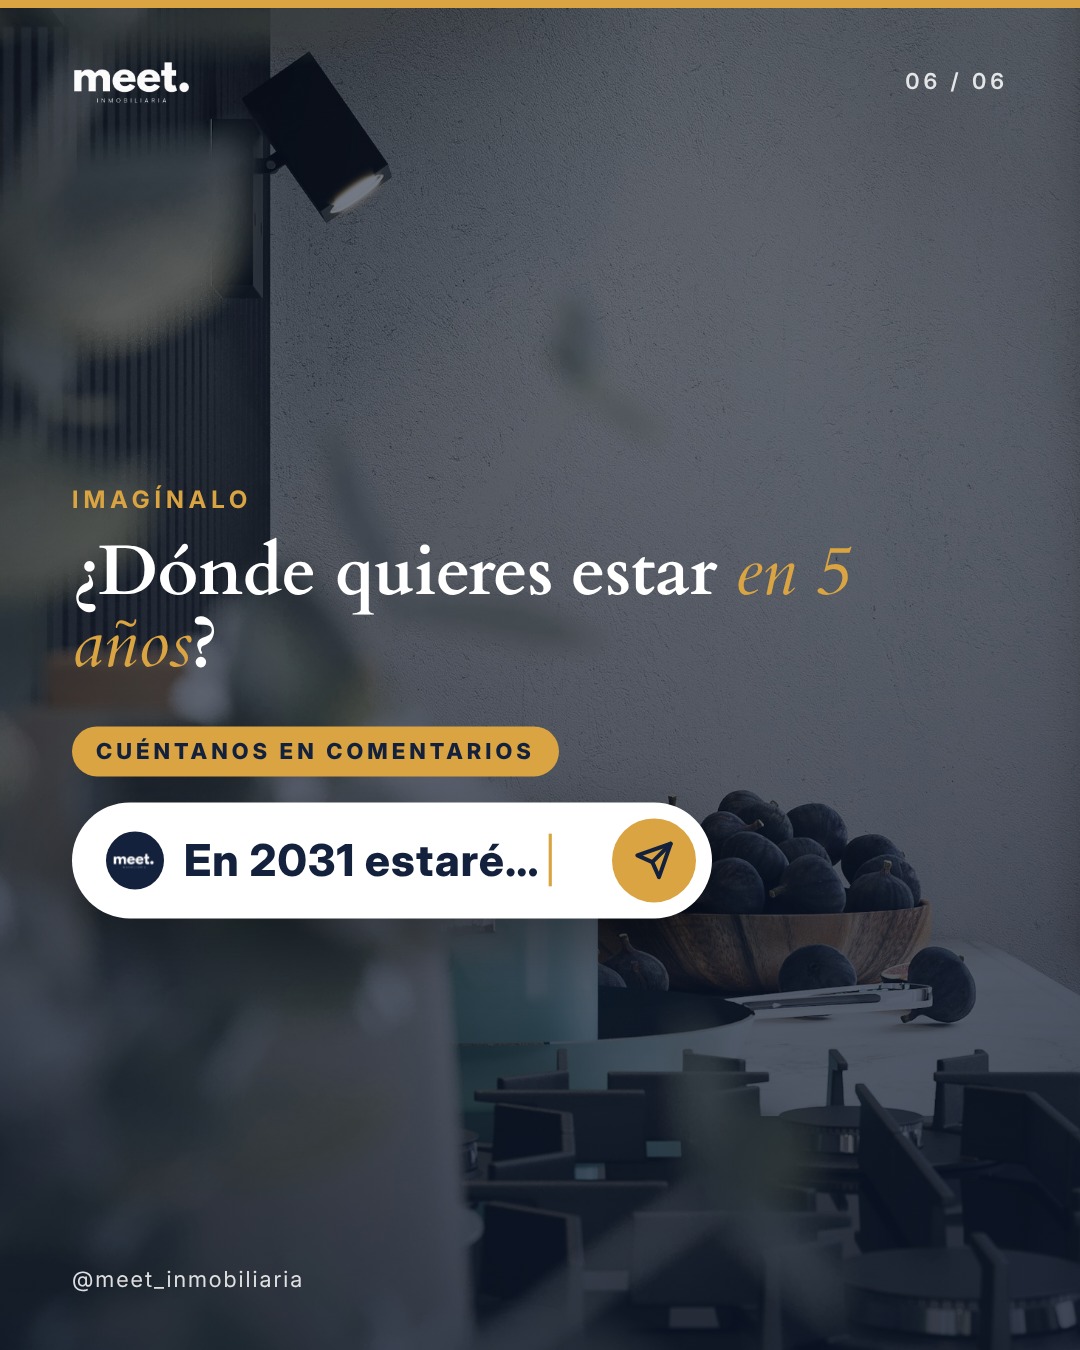 meet.
INMOBILIARIA
06 / 06
IMAGÍNALO
¿Dónde quieres estar en 5
años?
CUÉNTANOS EN COMENTARIOS
meet.
En 2031 estaré...
@meet_inmobiliaria